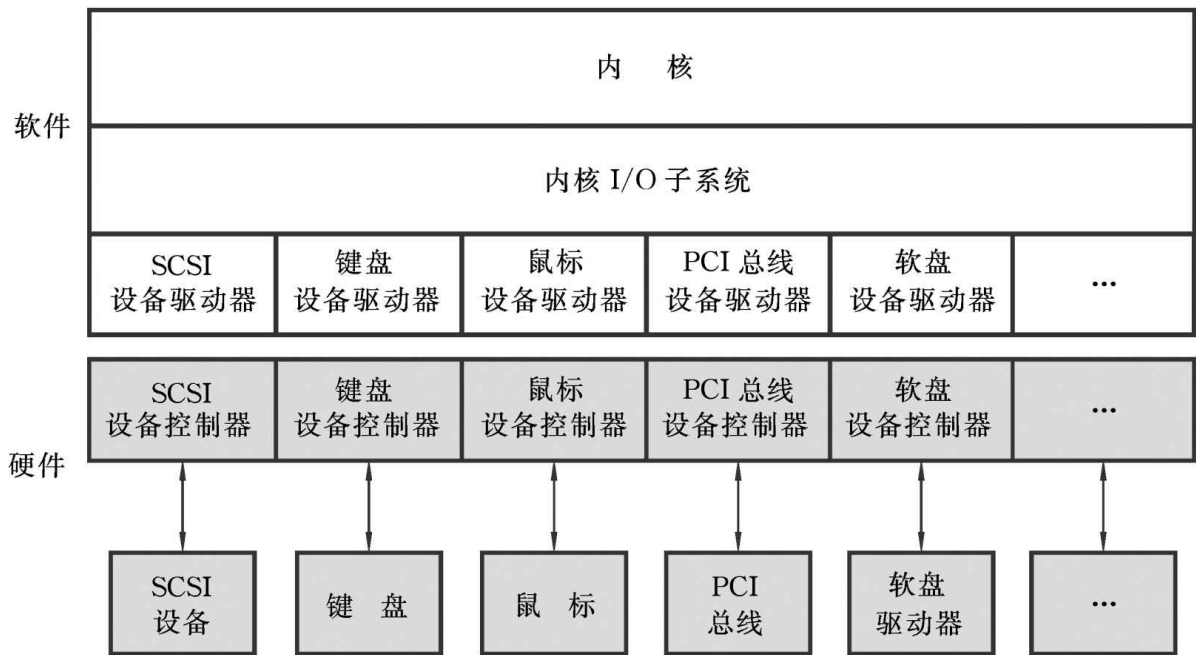 软件
内 核
内核 I/O 子系统
SCSI
设备驱动器
键盘
设备驱动器
鼠标
设备驱动器
PCI 总线
设备驱动器
软盘
设备驱动器
...
硬件
SCSI
设备控制器
键盘
设备控制器
鼠标
设备控制器
PCI 总线
设备控制器
软盘
设备控制器
...
SCSI
设备
键 盘
鼠 标
PCI
总线
软盘
驱动器
...